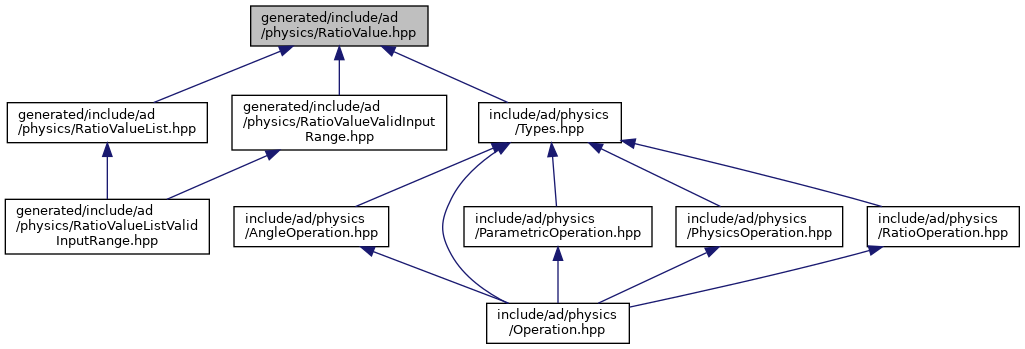 generated/include/ad
/physics/RatioValue.hpp
generated/include/ad
/physics/RatioValueList.hpp
generated/include/ad
/physics/RatioValueValidInput
Range.hpp
include/ad/physics
/Types.hpp
generated/include/ad
/physics/RatioValueListValid
InputRange.hpp
include/ad/physics
/AngleOperation.hpp
include/ad/physics
/ParametricOperation.hpp
include/ad/physics
/PhysicsOperation.hpp
include/ad/physics
/RatioOperation.hpp
include/ad/physics
/Operation.hpp